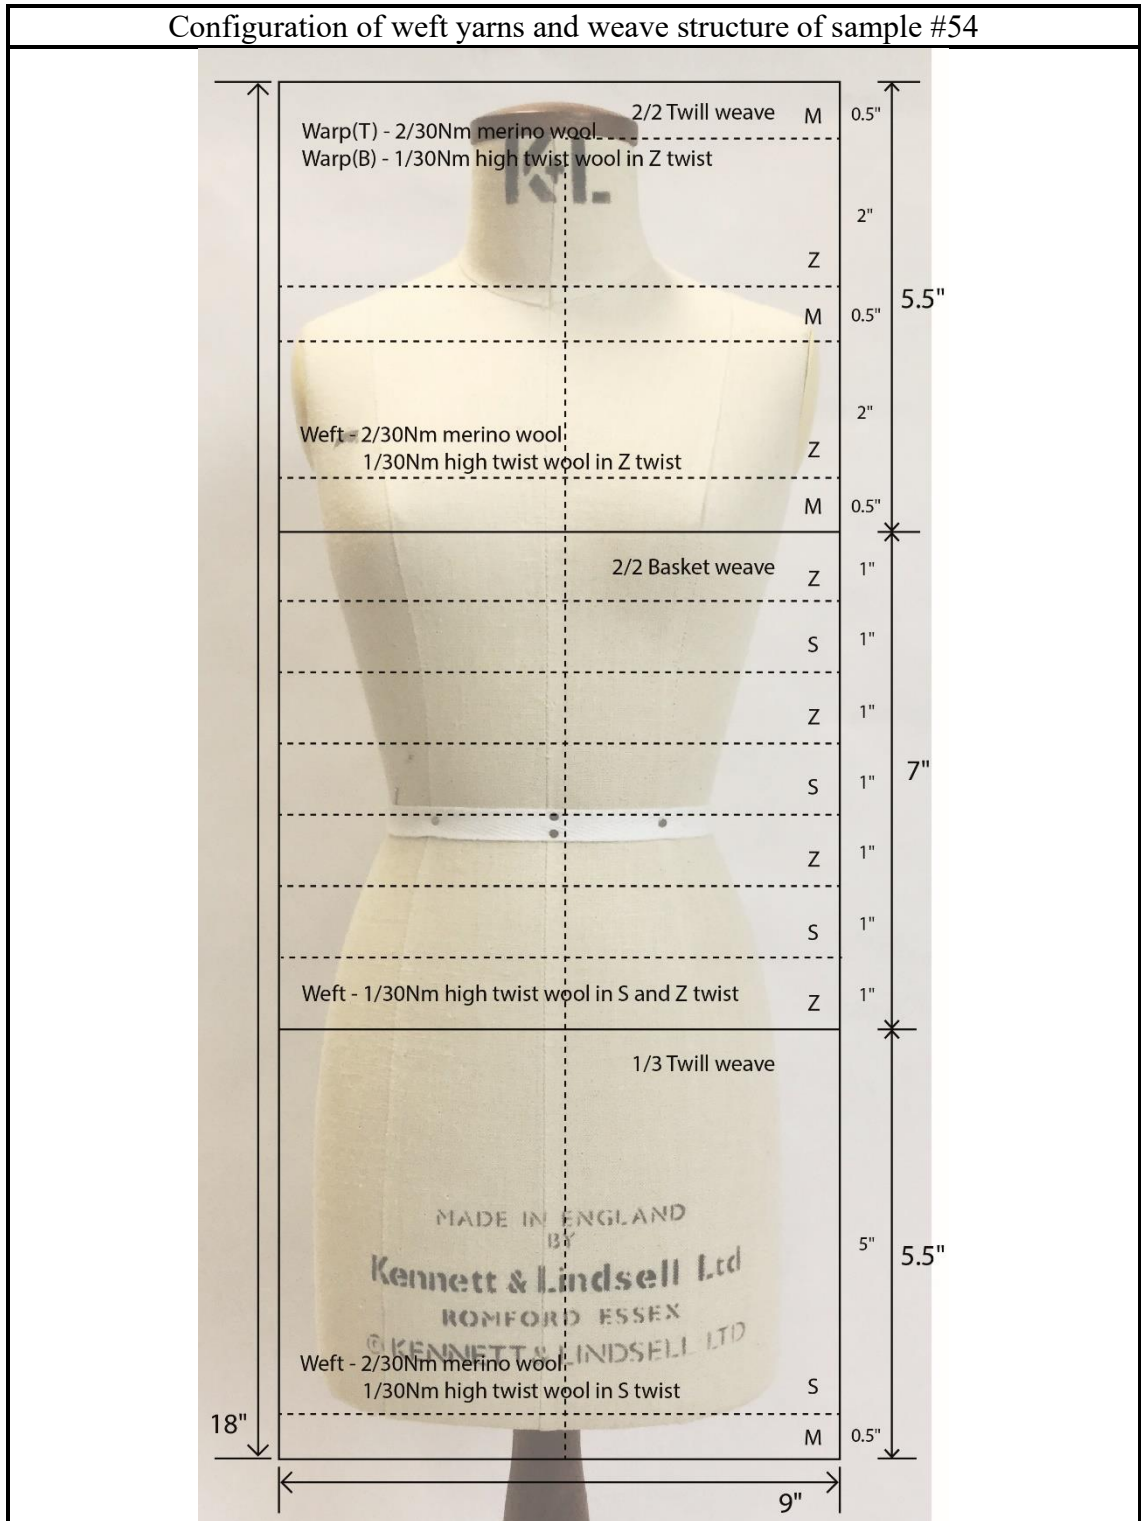 Configuration of weft yarns and weave structure of sample #54
2/2 Twill weave M 0.5"
Warp(T) - 2/30Nm merino wool
Warp(B) - 1/30Nm high twist wool in Z twist
K&L
2"
Z
5.5"
M 0.5"
2"
Weft - 2/30Nm merino wool
Z
1/30Nm high twist wool in Z twist
M 0.5"
2/2 Basket weave Z 1"
S 1"
Z 1"
7"
S 1"
Z 1"
S 1"
Weft - 1/30Nm high twist wool in S and Z twist Z 1"
1/3 Twill weave
MADE IN ENGLAND
BY
5" 5.5"
Kennett & Lindsell Ltd
ROMFORD ESSEX
© KENNETT & LINDSELL LTD
Weft - 2/30Nm merino wool
1/30Nm high twist wool in S twist S
18"
M 0.5"
9"